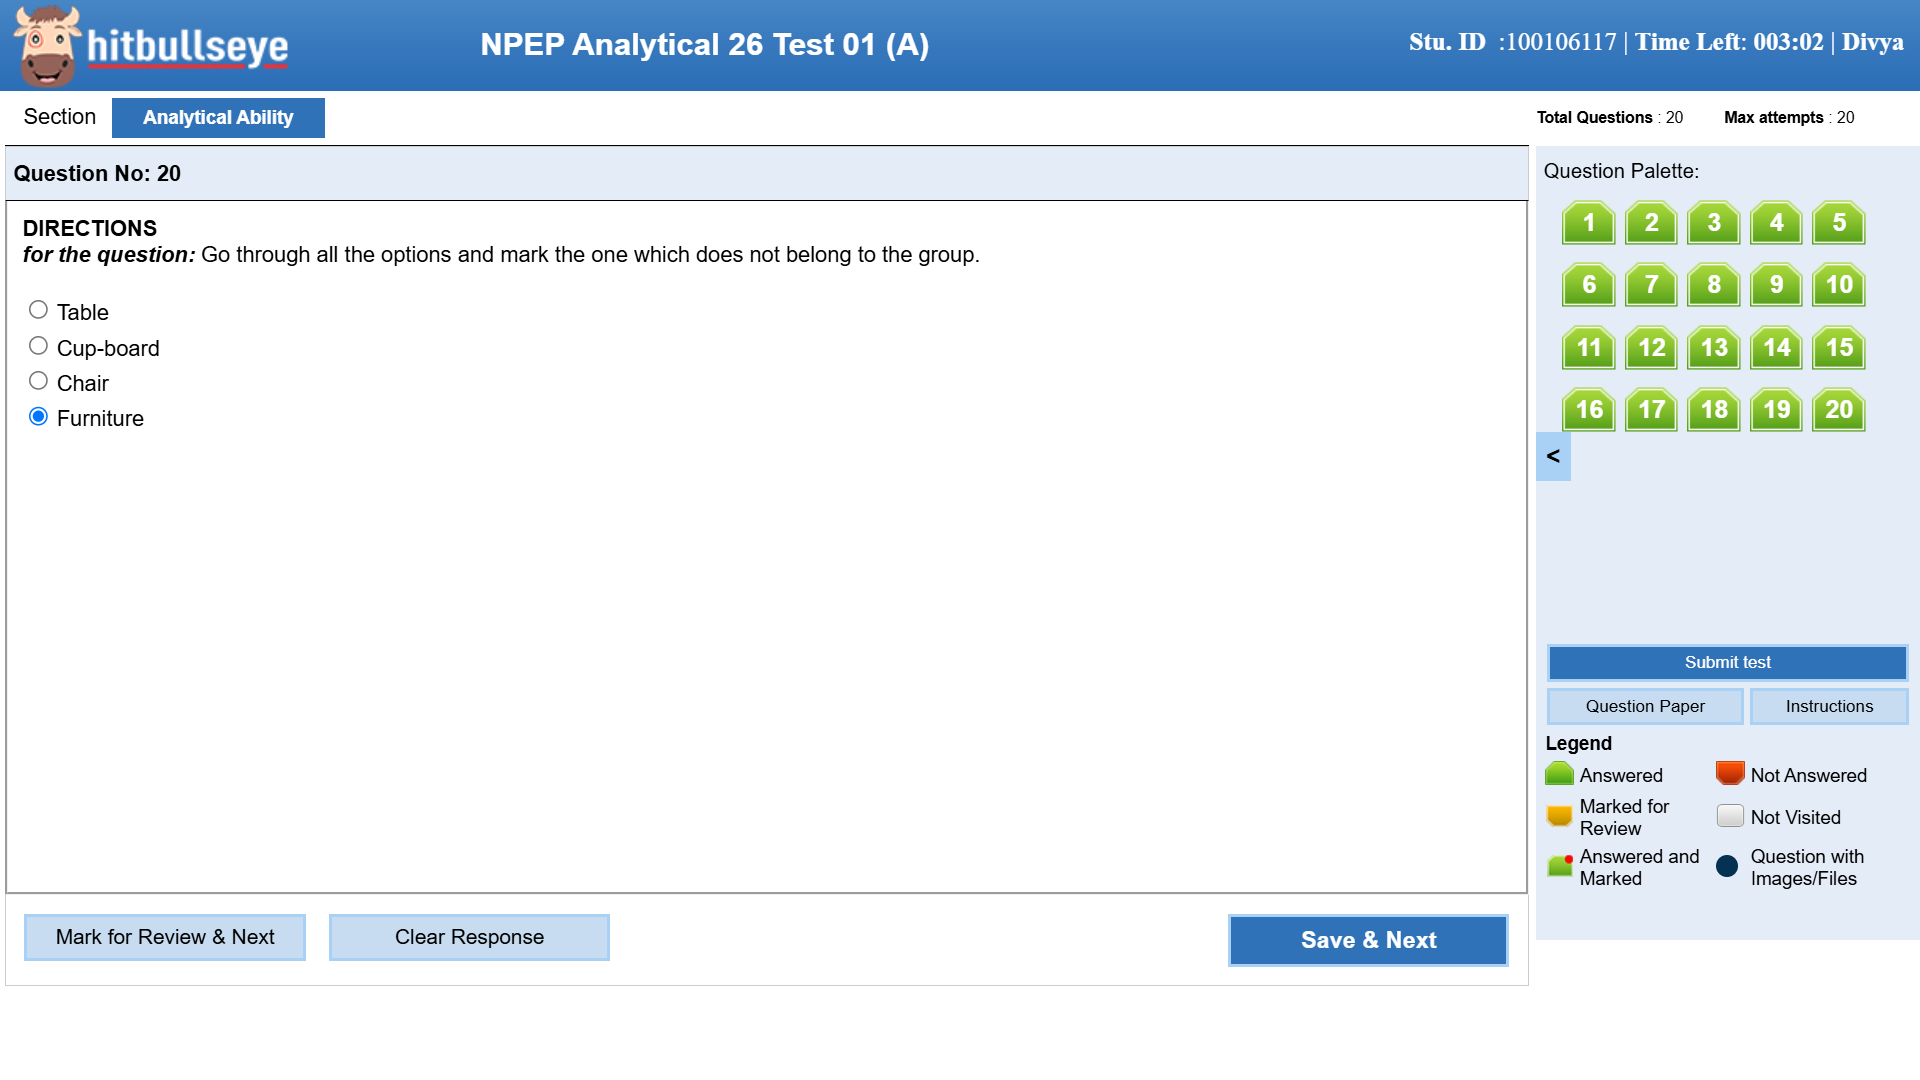 hitbullseye
NPEP Analytical 26 Test 01 (A)
Stu. ID :100106117 | Time Left: 003:02 | Divya
Section
Analytical Ability
Total Questions : 20
Max attempts : 20
Question No: 20
DIRECTIONS
for the question: Go through all the options and mark the one which does not belong to the group.
Table
Cup-board
Chair
Furniture
Mark for Review & Next
Clear Response
Save & Next
Question Palette:
1 2 3 4 5
6 7 8 9 10
11 12 13 14 15
16 17 18 19 20
<
Submit test
Question Paper
Instructions
Legend
Answered
Not Answered
Marked for
Review
Not Visited
Answered and
Marked
Question with
Images/Files